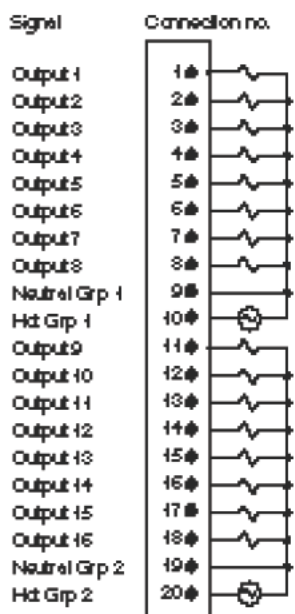 Signal Connection no.
Output 1 1
Output 2 2
Output 3 3
Output 4 4
Output 5 5
Output 6 6
Output 7 7
Output 8 8
Neutral Grp 1 9
Hot Grp 1 10
Output 9 11
Output 10 12
Output 11 13
Output 12 14
Output 13 15
Output 14 16
Output 15 17
Output 16 18
Neutral Grp 2 19
Hot Grp 2 20